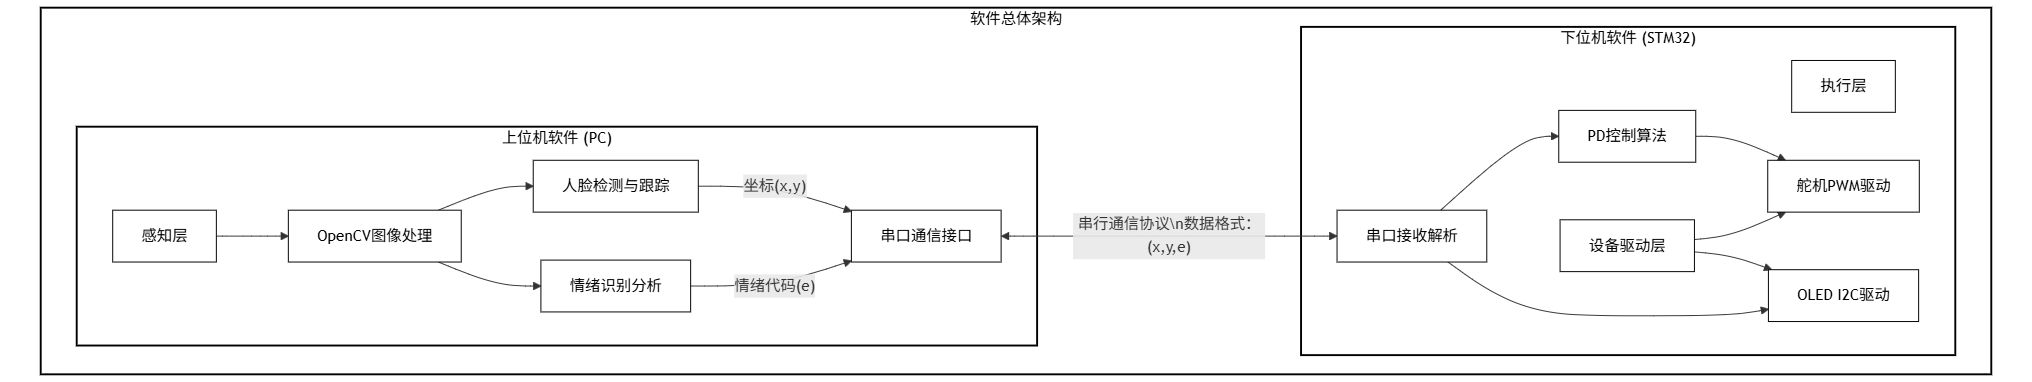 软件总体架构
上位机软件 (PC)
感知层
OpenCV图像处理
人脸检测与跟踪
情绪识别分析
坐标(x,y)
情绪代码(e)
串口通信接口
串行通信协议\n数据格式：
(x,y,e)
下位机软件 (STM32)
串口接收解析
执行层
PD控制算法
设备驱动层
舵机PWM驱动
OLED I2C驱动